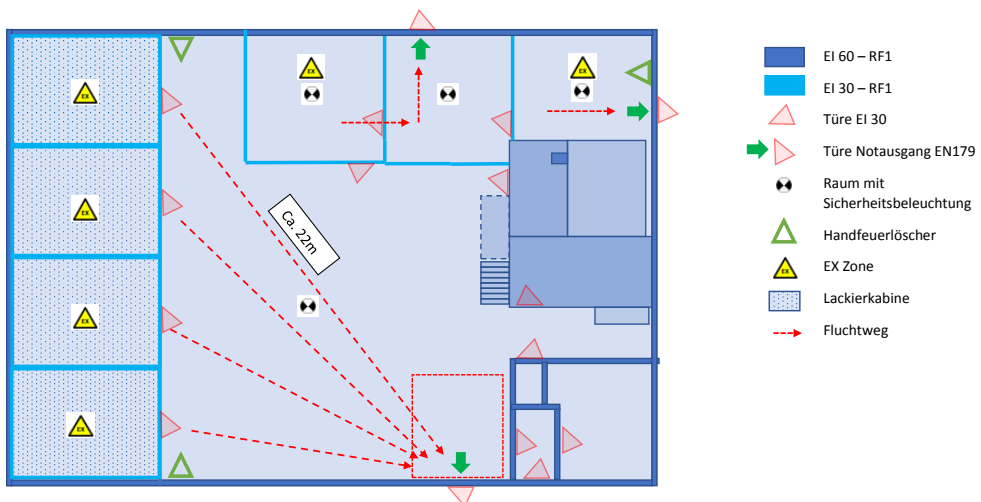 EX
EX
EX
EX
EX
EX
Ca. 22m
EI 60 – RF1
EI 30 – RF1
Türe EI 30
Türe Notausgang EN179
Raum mit
Sicherheitsbeleuchtung
Handfeuerlöscher
EX
EX Zone
Lackierkabine
Fluchtweg